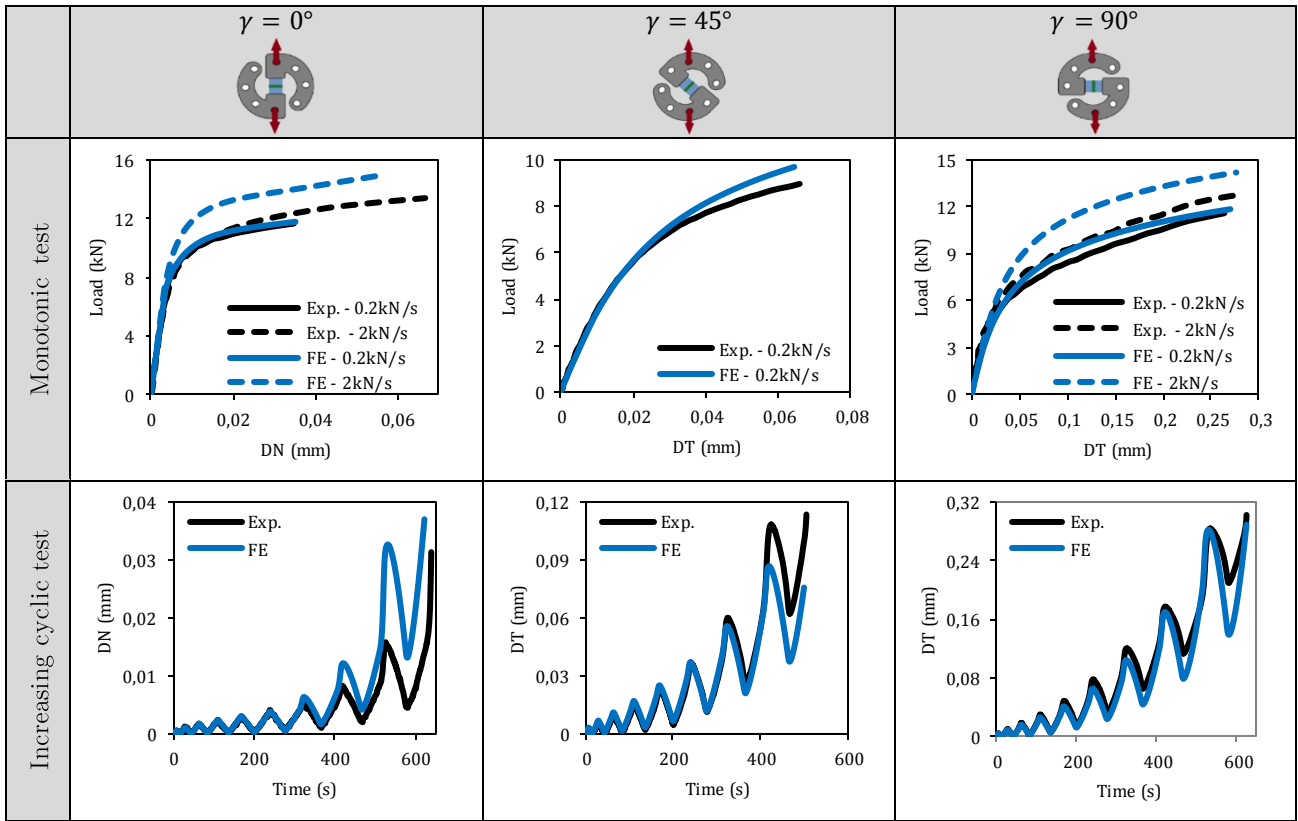 γ = 0°
γ = 45°
γ = 90°
Monotonic test
16
12
8
4
0
Load (kN)
Exp. - 0.2kN/s
Exp. - 2kN/s
FE - 0.2kN/s
FE - 2kN/s
0 0,02 0,04 0,06
DN (mm)
10
8
6
4
2
0
Load (kN)
Exp. - 0.2kN/s
FE - 0.2kN/s
0 0,02 0,04 0,06 0,08
DT (mm)
15
12
9
6
3
0
Load (kN)
Exp. - 0.2kN/s
Exp. - 2kN/s
FE - 0.2kN/s
FE - 2kN/s
0 0,05 0,1 0,15 0,2 0,25 0,3
DT (mm)
Increasing cyclic test
0,04
0,03
0,02
0,01
0
DN (mm)
Exp.
FE
0 200 400 600
Time (s)
0,12
0,09
0,06
0,03
0
DT (mm)
Exp.
FE
0 200 400 600
Time (s)
0,32
0,24
0,16
0,08
0
DT (mm)
Exp.
FE
0 200 400 600
Time (s)